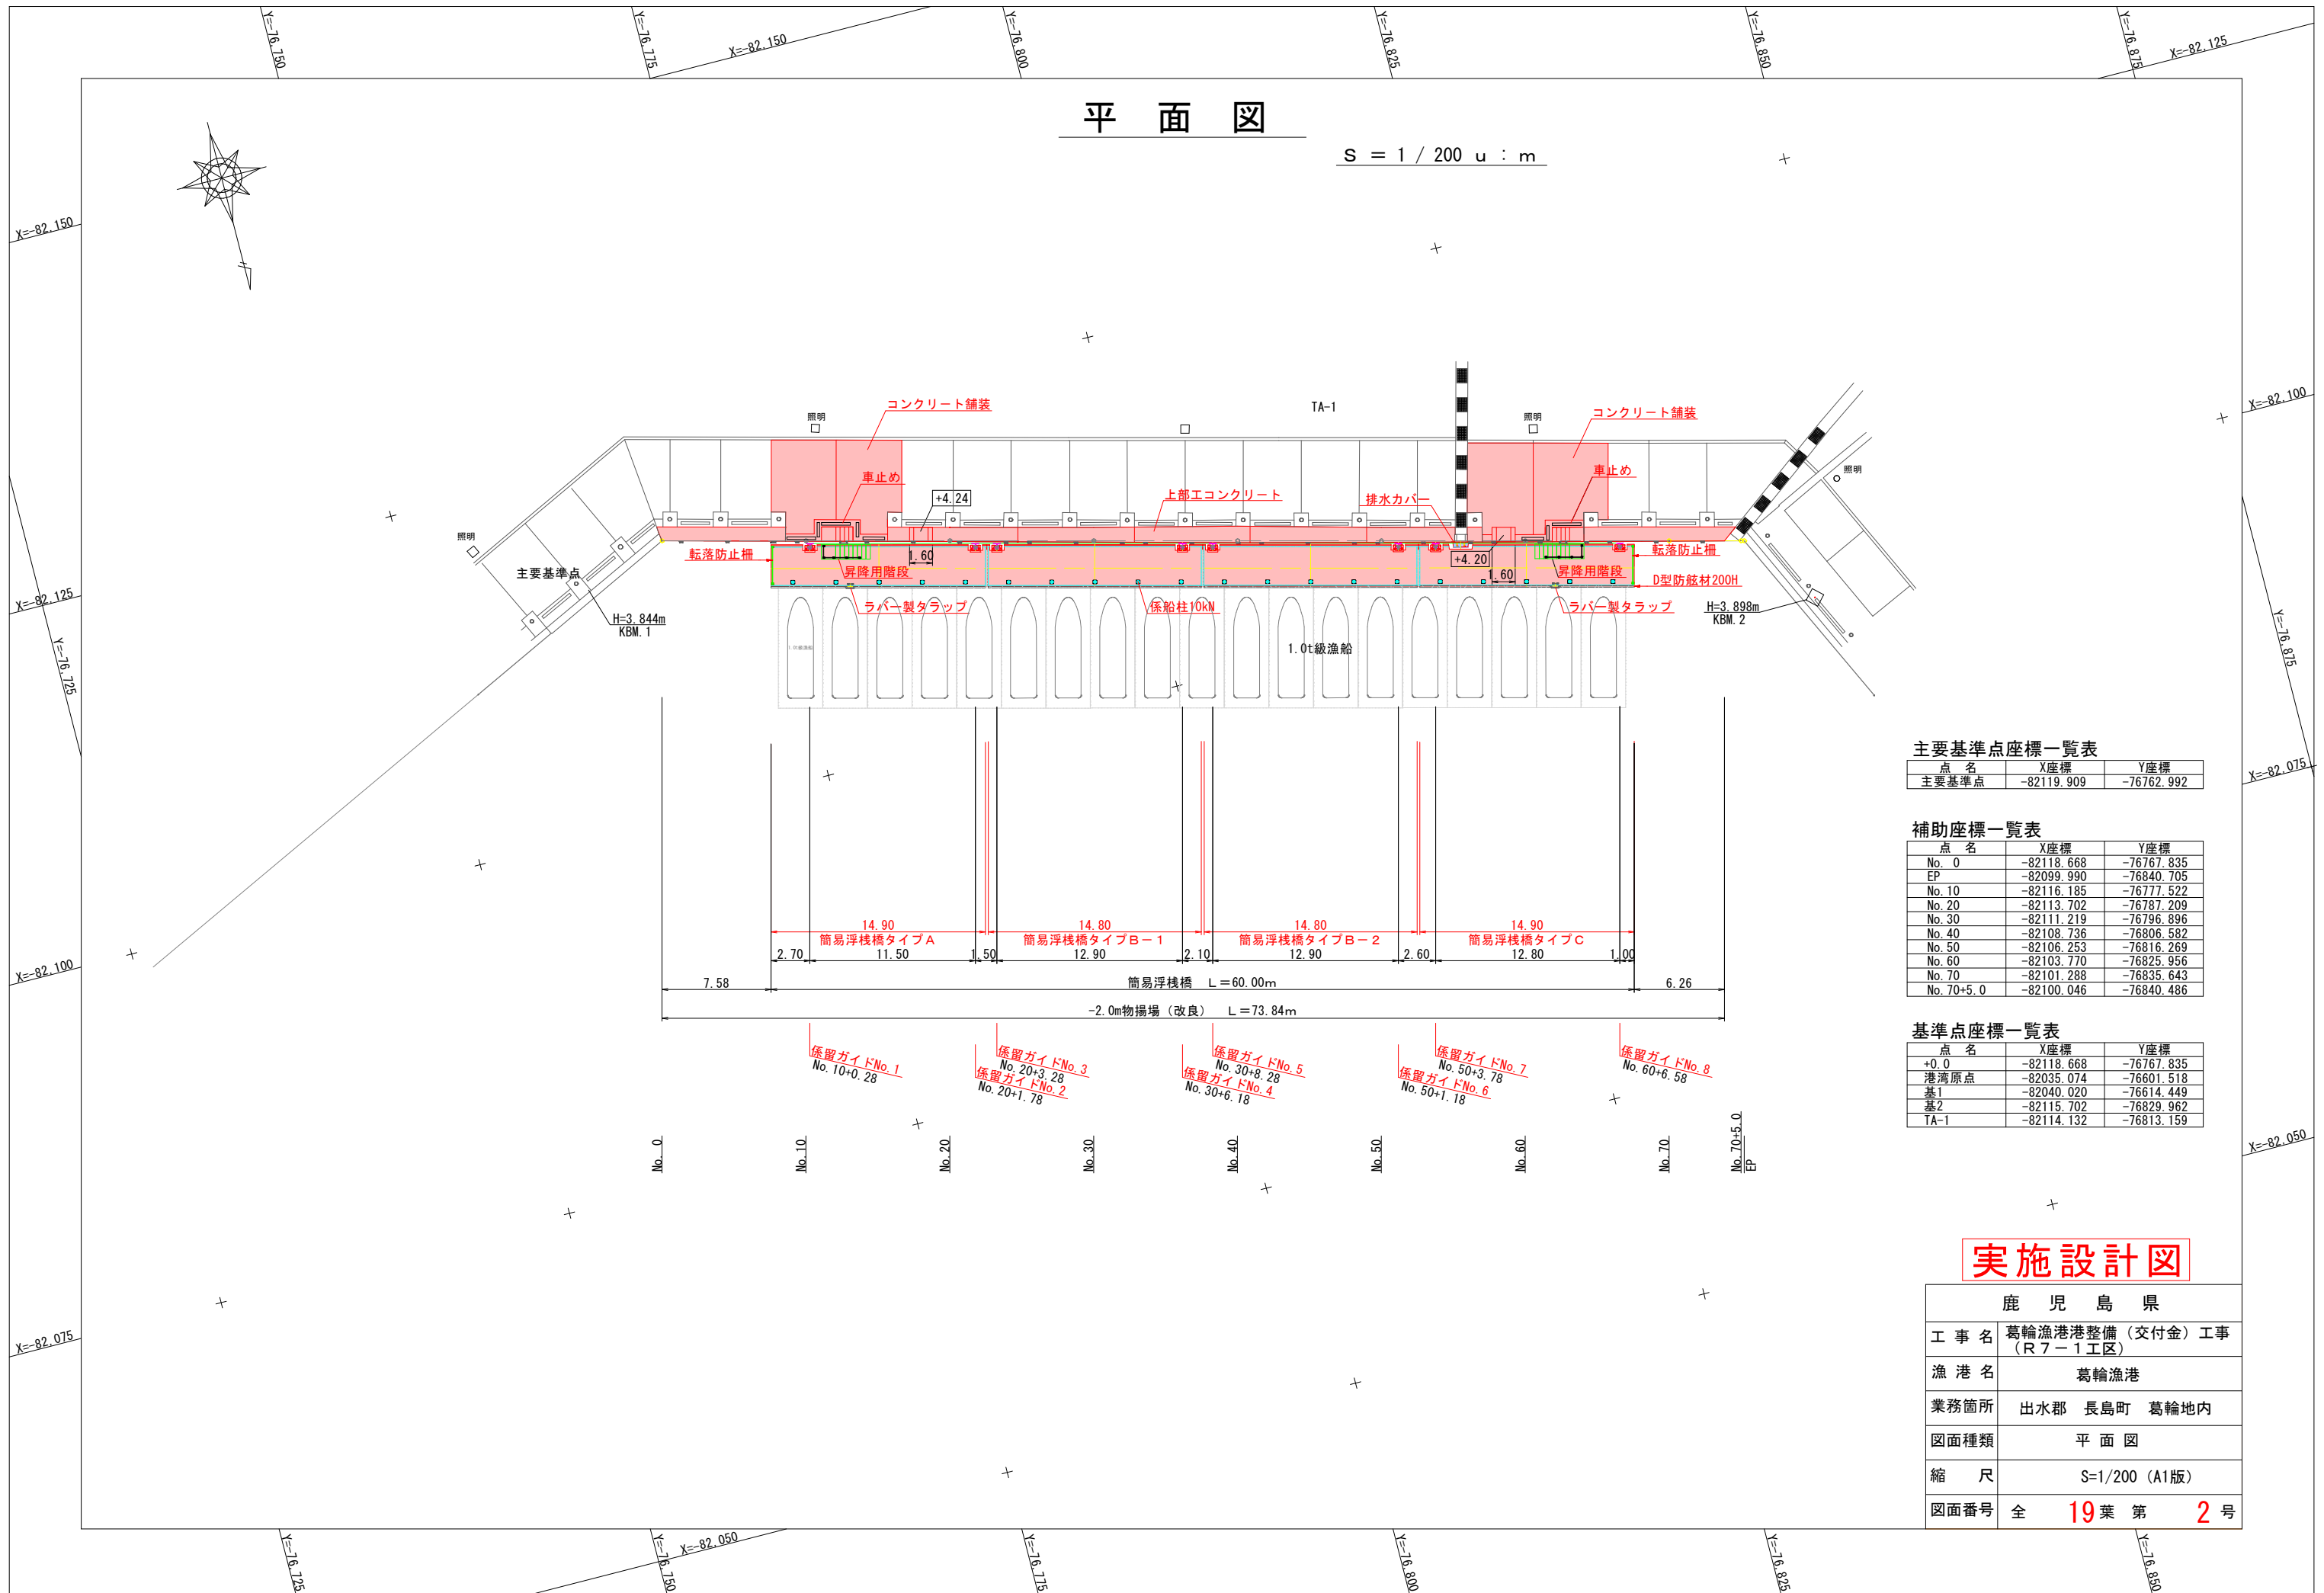 Y=-76.750
Y=-76.775
X=-82.150
Y=-76.800
Y=-76.825
Y=-76.850
Y=-76.875
X=-82.125
平　面　図
S = 1 / 200 u : m
X=-82.150
X=-82.125
Y=-76.725
X=-82.100
X=-82.075
X=-82.100
Y=-76.875
X=-82.075
X=-82.050
照明
コンクリート舗装
TA-1
照明
コンクリート舗装
照明
車止め
+4.24
上部工コンクリート
排水カバー
車止め
照明
主要基準点
転落防止柵
1.60
昇降用階段
+4.20
1.60
昇降用階段
転落防止柵
D型防舷材200H
ラバー製タラップ
係船柱10kN
ラバー製タラップ
H=3.844m
KBM.1
H=3.898m
KBM.2
1.0t級漁船
1.0t級漁船
14.90
14.80
14.80
14.90
簡易浮桟橋タイプA
簡易浮桟橋タイプB－1
簡易浮桟橋タイプB－2
簡易浮桟橋タイプC
2.70
11.50
1.50
12.90
2.10
12.90
2.60
12.80
1.00
7.58
簡易浮桟橋　L＝60.00m
6.26
-2.0m物揚場（改良）　L＝73.84m
係留ガイドNo.1
No.10+0.28
係留ガイドNo.2
No.20+1.78
係留ガイドNo.3
No.20+3.28
係留ガイドNo.4
No.30+6.18
係留ガイドNo.5
No.30+8.28
係留ガイドNo.6
No.50+1.18
係留ガイドNo.7
No.50+3.78
係留ガイドNo.8
No.60+6.58
No.0
No.10
No.20
No.30
No.40
No.50
No.60
No.70
No.70+5.0
EP
主要基準点座標一覧表
点　名　X座標　Y座標
主要基準点　-82119.909　-76762.992
補助座標一覧表
点　名　X座標　Y座標
No. 0　-82118.668　-76767.835
EP　-82099.990　-76840.705
No.10　-82116.185　-76777.522
No.20　-82113.702　-76787.209
No.30　-82111.219　-76796.896
No.40　-82108.736　-76806.582
No.50　-82106.253　-76816.269
No.60　-82103.770　-76825.956
No.70　-82101.288　-76835.643
No.70+5.0　-82100.046　-76840.486
基準点座標一覧表
点　名　X座標　Y座標
+0.0　-82118.668　-76767.835
港湾原点　-82035.074　-76601.518
基1　-82040.020　-76614.449
基2　-82115.702　-76829.962
TA-1　-82114.132　-76813.159
実施設計図
鹿　児　島　県
工 事 名　葛輪漁港港整備（交付金）工事
（R７－１工区）
漁 港 名　葛輪漁港
業務箇所　出水郡　長島町　葛輪地内
図面種類　平 面 図
縮　尺　S=1/200（A1版）
図面番号　全　19 葉　第　2 号
Y=-76.725
Y=-76.750
X=-82.050
Y=-76.775
Y=-76.800
Y=-76.825
Y=-76.850